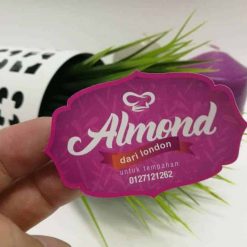 Almond
dari london
untuk tempahan
0127121262